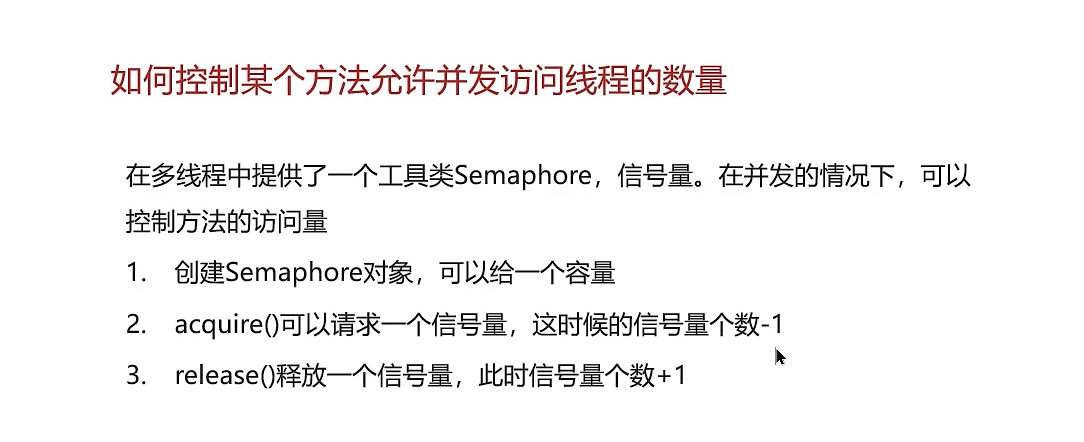 如何控制某个方法允许并发访问线程的数量
在多线程中提供了一个工具类Semaphore，信号量。在并发的情况下，可以
控制方法的访问量
1. 创建Semaphore对象，可以给一个容量
2. acquire()可以请求一个信号量，这时候的信号量个数-1
3. release()释放一个信号量，此时信号量个数+1